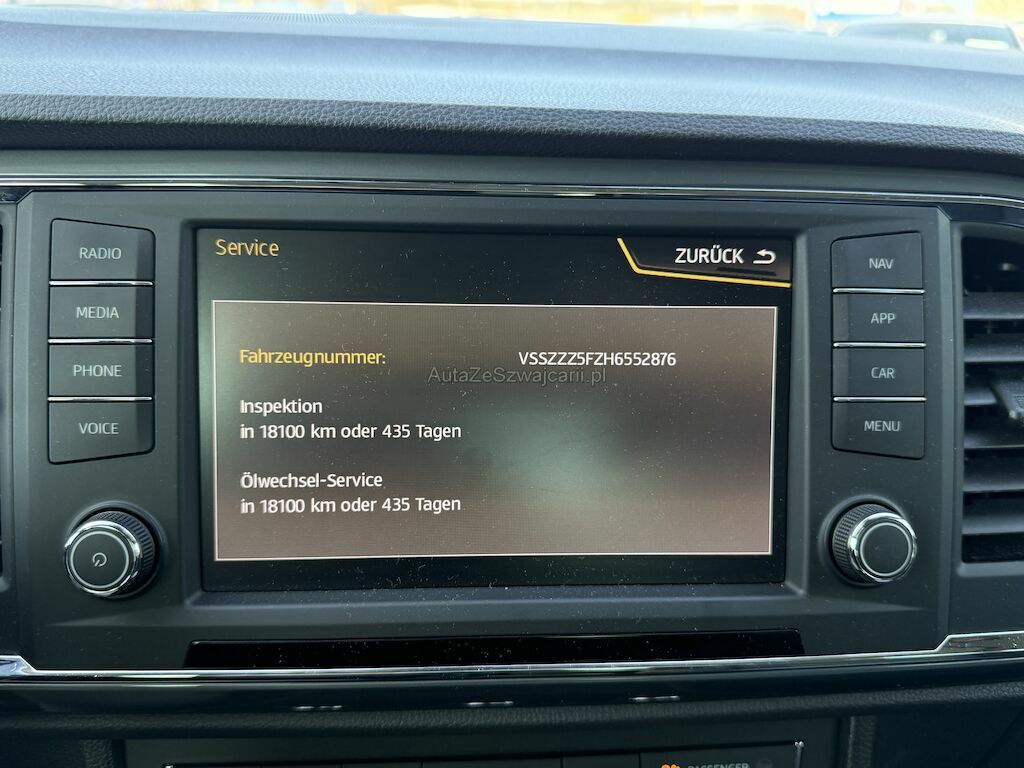 Service
ZURÜCK
RADIO
MEDIA
PHONE
VOICE
Fahrzeugnummer: VSSZZZ5FZH6552876
AutaZeSzwajcarii.pl
Inspektion
in 18100 km oder 435 Tagen
Ölwechsel-Service
in 18100 km oder 435 Tagen
NAV
APP
CAR
MENU
PASSENGER